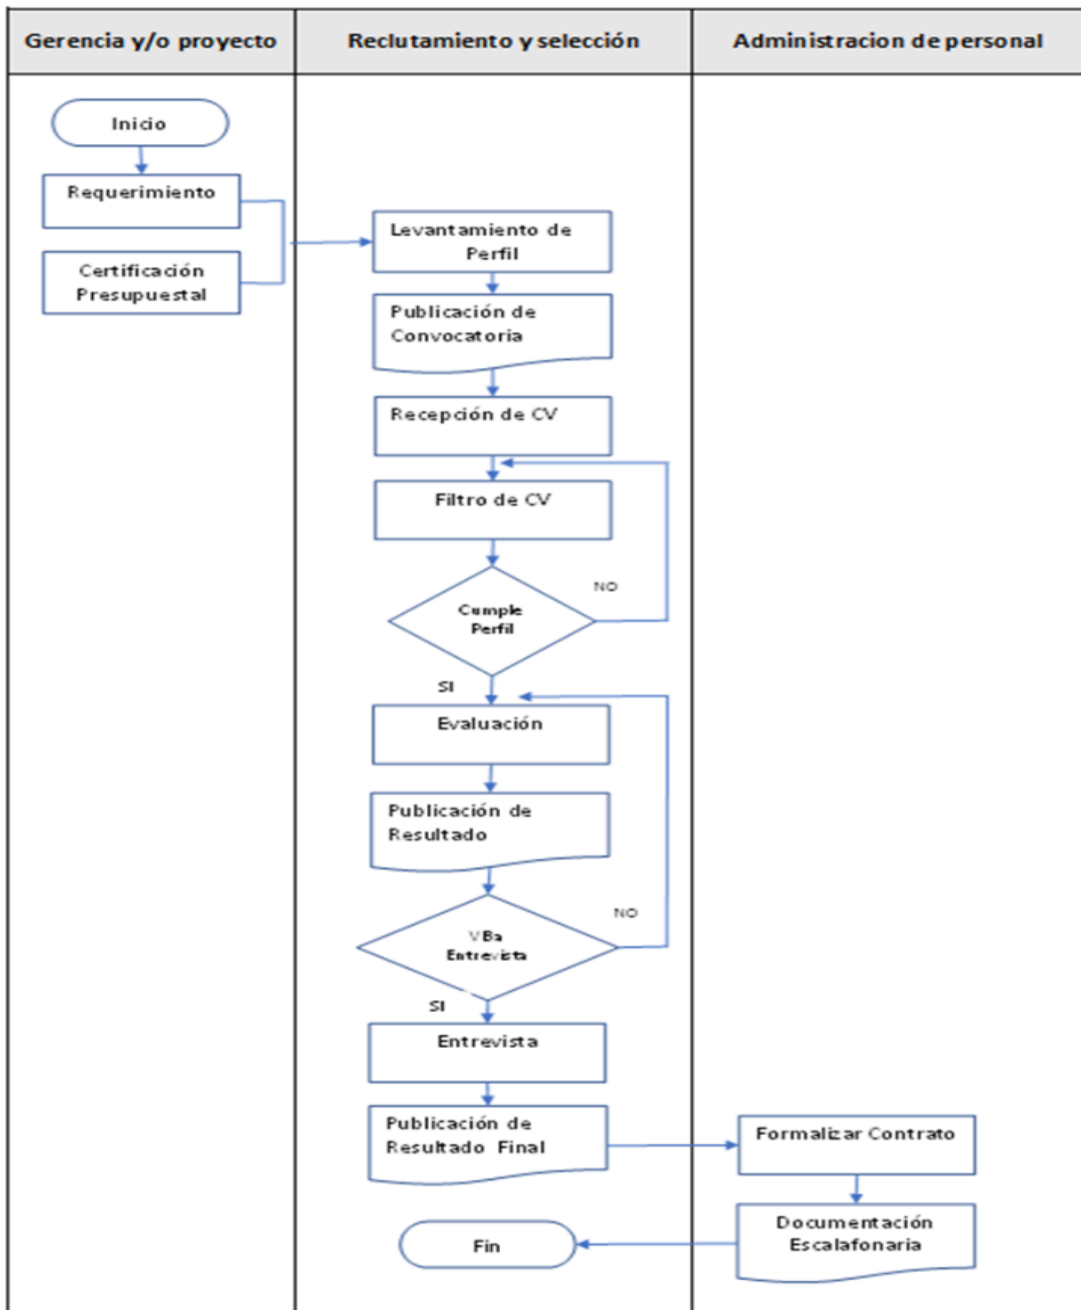 Gerencia y/o proyecto
Reclutamiento y selección
Administracion de personal
Inicio
Requerimiento
Certificación
Presupuestal
Levantamiento de
Perfil
Publicación de
Convocatoria
Recepción de CV
Filtro de CV
NO
Cumple
Perfil
SI
Evaluación
Publicación de
Resultado
NO
VBa
Entrevista
SI
Entrevista
Publicación de
Resultado Final
Formalizar Contrato
Documentación
Escalafonaria
Fin